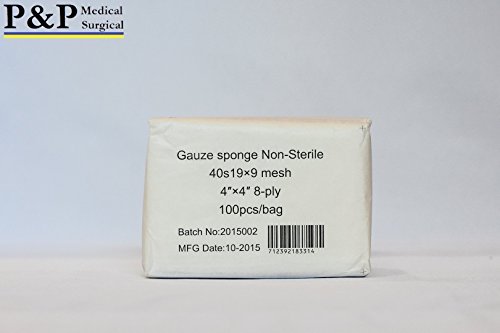 P&P Medical
Surgical
Gauze sponge Non-Sterile
40s19×9 mesh
4″×4″ 8-ply
100pcs/bag
Batch No:2015002
MFG Date:10-2015
712392183314